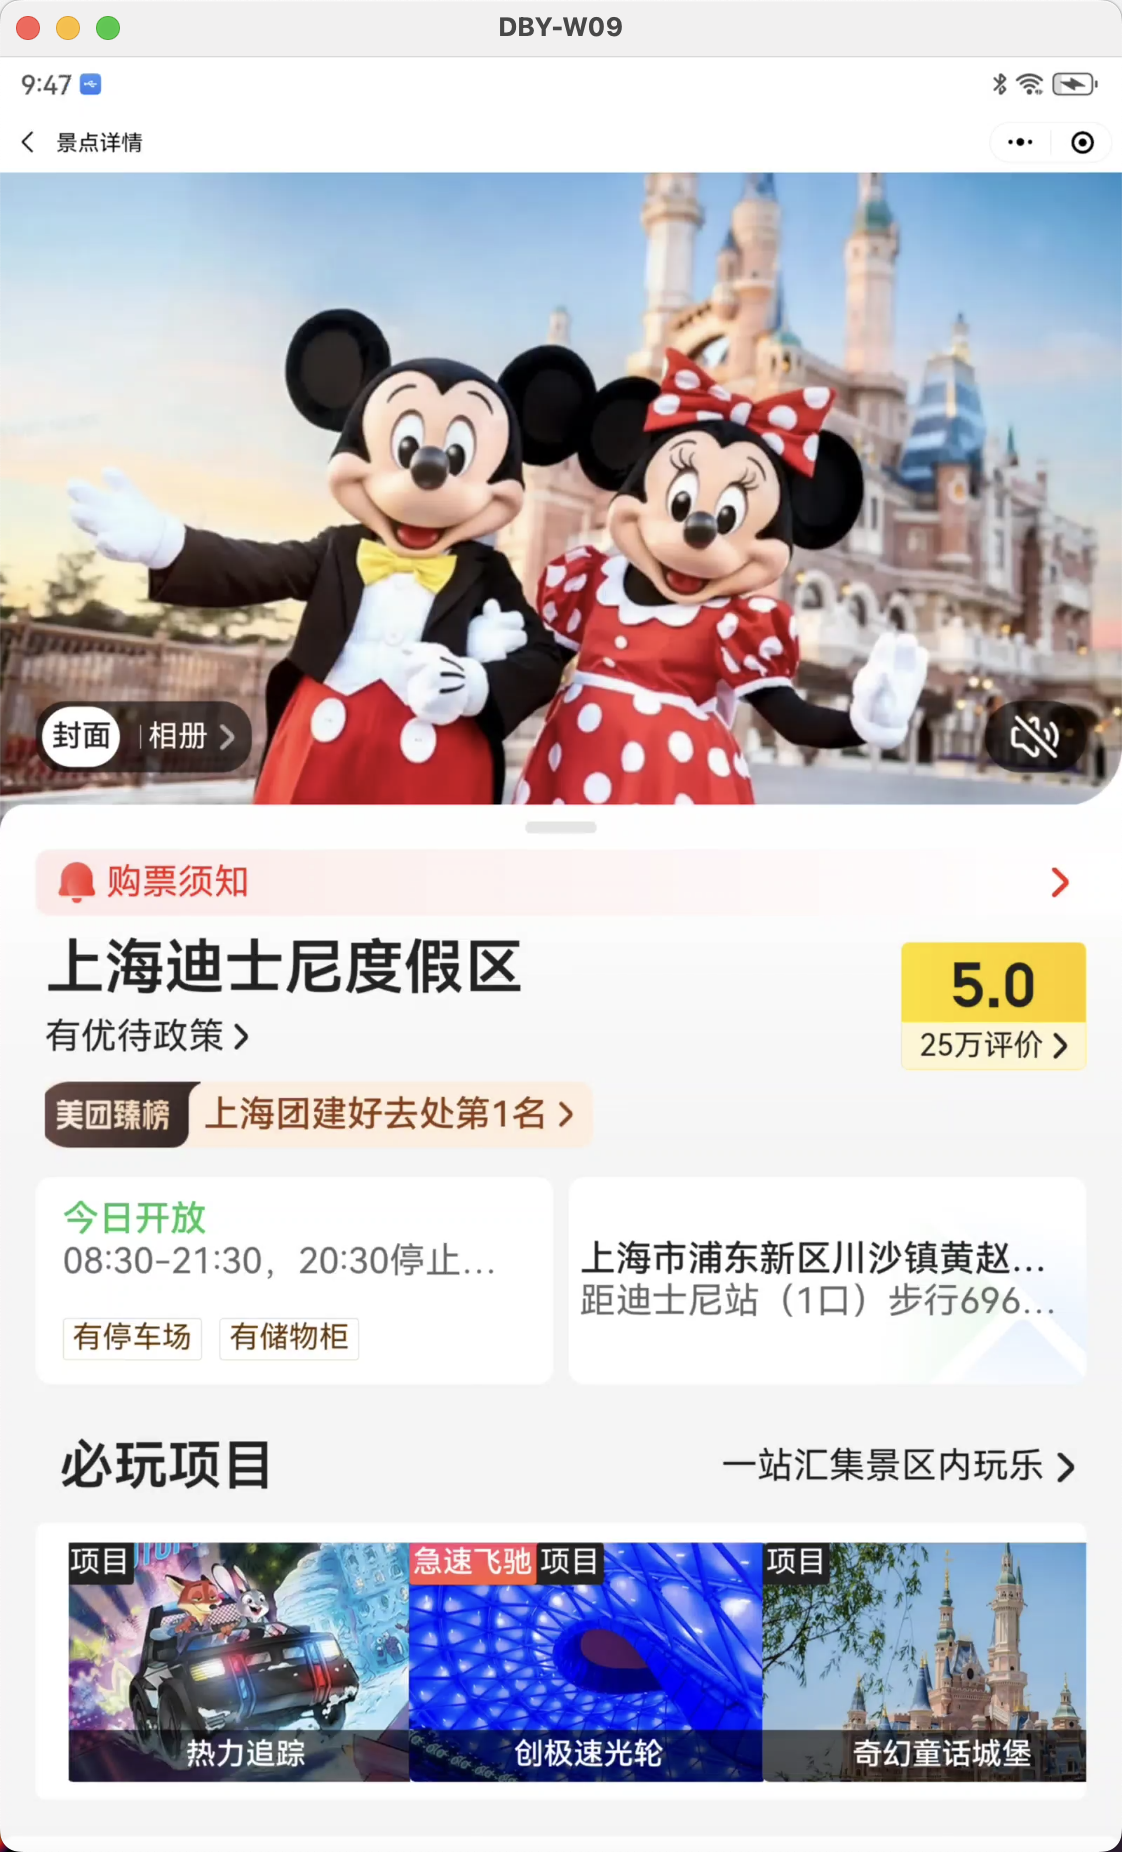 DBY-W09
9:47
景点详情
封面
相册
购票须知
上海迪士尼度假区
5.0
有优待政策
25万评价
美团臻榜
上海团建好去处第1名
今日开放
08:30-21:30，20:30停止...
上海市浦东新区川沙镇黄赵...
距迪士尼站（1口）步行696...
有停车场
有储物柜
必玩项目
一站汇集景区内玩乐
项目
急速飞驰
项目
项目
热力追踪
创极速光轮
奇幻童话城堡